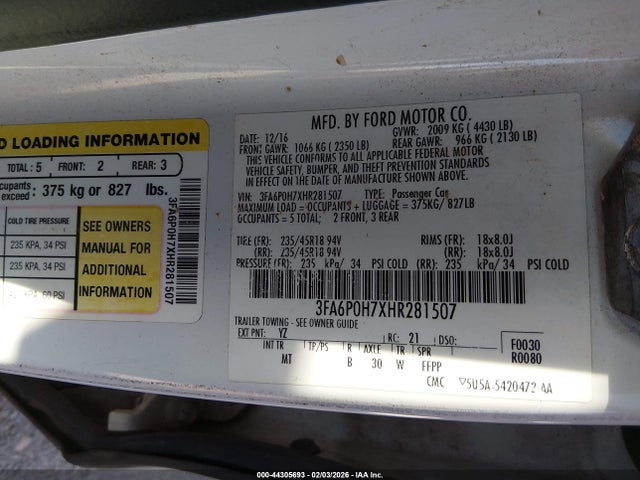 D LOADING INFORMATION
TOTAL : 5 FRONT: 2 REAR: 3
cupants
exceed: 375 kg or 827 lbs.
COLD TIRE PRESSURE
235 KPA, 34 PSI
235 KPA, 34 PSI
60 PSI
SEE OWNERS
MANUAL FOR
ADDITIONAL
INFORMATION
3FA6P0H7XHR281507
MFD. BY FORD MOTOR CO.
DATE: 12/16 GVWR: 2009 KG ( 4430 LB)
FRONT GAWR: 1066 KG ( 2350 LB) REAR GAWR: 966 KG ( 2130 LB)
THIS VEHICLE CONFORMS TO ALL APPLICABLE FEDERAL MOTOR
VEHICLE SAFETY, BUMPER, AND THEFT PREVENTION STANDARDS
IN EFFECT ON THE DATE OF MANUFACTURE SHOWN ABOVE.
VIN: 3FA6P0H7XHR281507 TYPE: Passenger Car
MAXIMUM LOAD = OCCUPANTS + LUGGAGE = 375KG/ 827LB
OCCUPANTS = 5 TOTAL; 2 FRONT, 3 REAR
TIRE (FR): 235/45R18 94V RIMS (FR): 18x8.0J
(RR): 235/45R18 94V (RR): 18x8.0J
PRESSURE (FR): 235 kPa/ 34 PSI COLD (RR): 235 kPa/ 34 PSI COLD
3FA6P0H7XHR281507
TRAILER TOWING - SEE OWNER GUIDE
EXT PNT: YZ RC: 21 DSO: F0030
INT TR TP/PS R AXLE TR SPR R0080
MT B 30 W FFPP
CMC 5U5A-5420472-AA
000-44305693 - 02/03/2026 - IAA Inc.